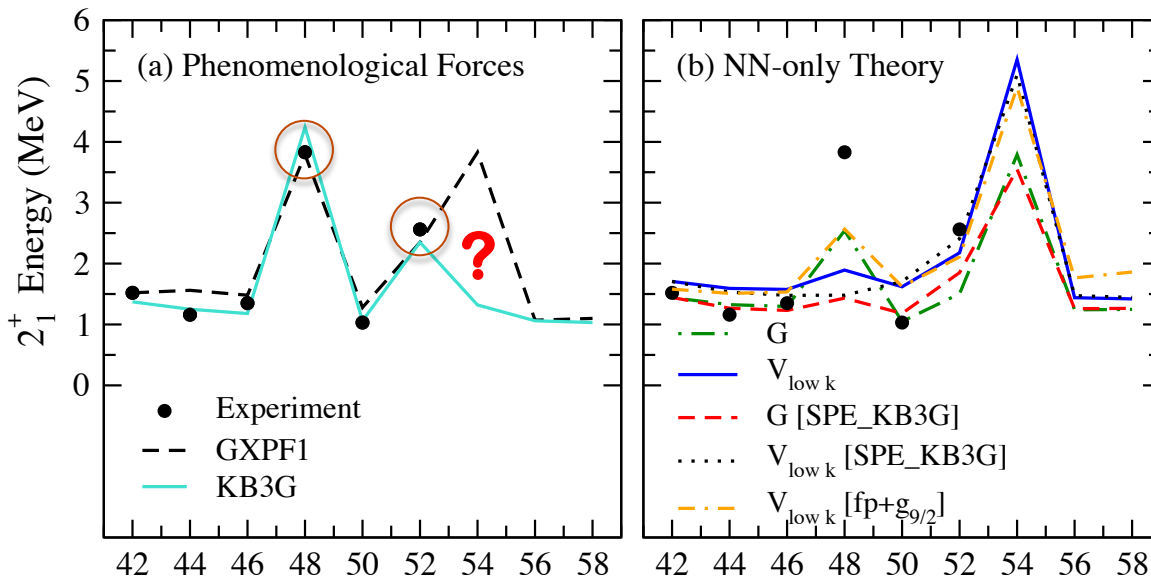 6
5
4
3
2
1
0
2₁⁺ Energy (MeV)
(a) Phenomenological Forces
?
Experiment
GXPF1
KB3G
42 44 46 48 50 52 54 56 58
(b) NN-only Theory
G
V_low k
G [SPE_KB3G]
V_low k [SPE_KB3G]
V_low k [fp+g_9/2]
42 44 46 48 50 52 54 56 58